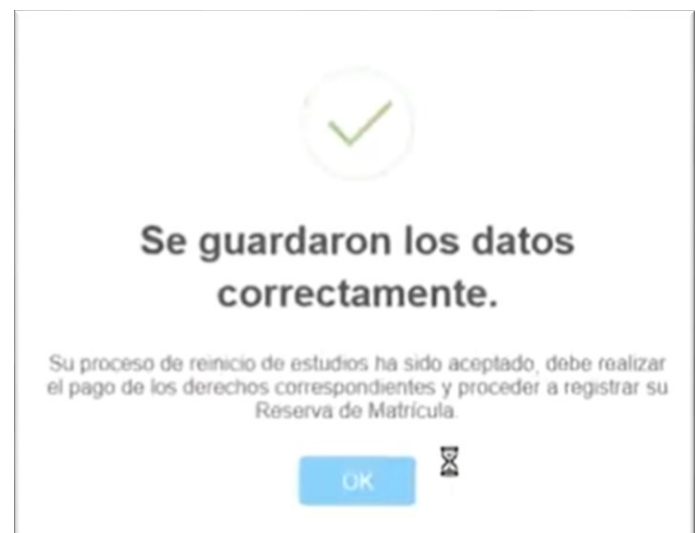 Se guardaron los datos
correctamente.
Su proceso de reinicio de estudios ha sido aceptado, debe realizar
el pago de los derechos correspondientes y proceder a registrar su
Reserva de Matrícula.
OK